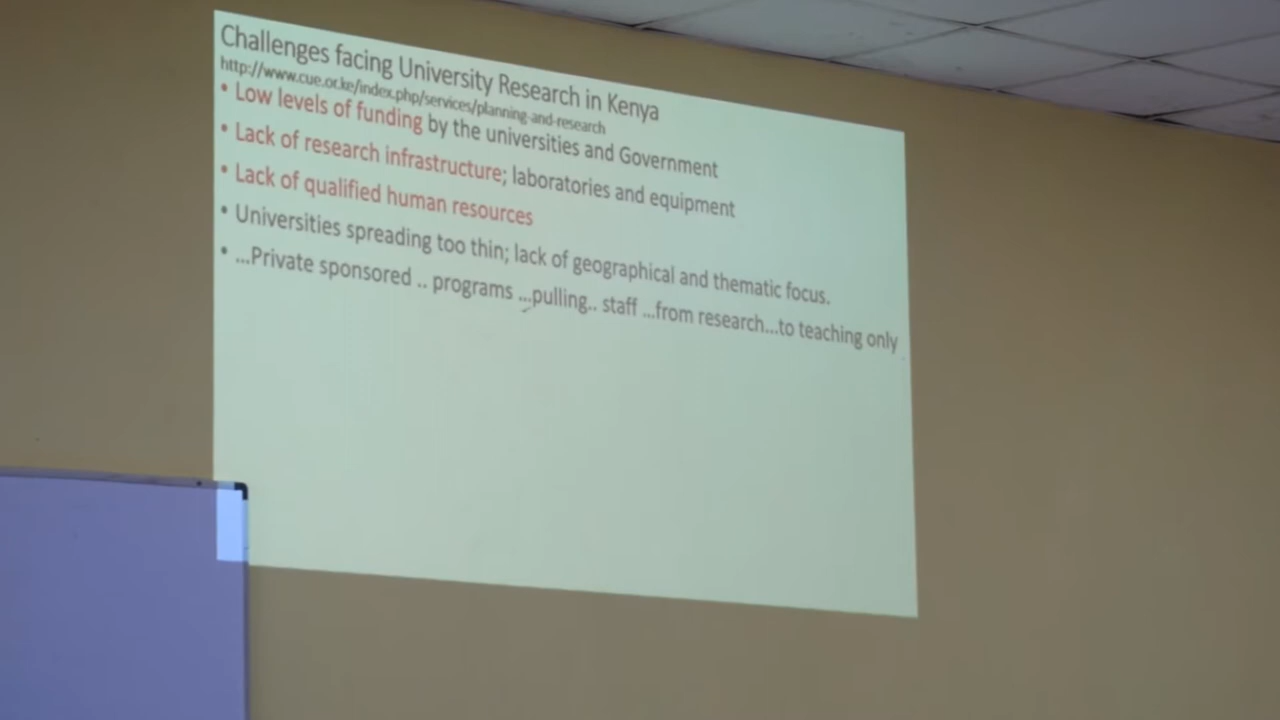 Challenges facing University Research in Kenya
http://www.cue.or.ke/index.php/services/planning-and-research
• Low levels of funding by the universities and Government
• Lack of research infrastructure; laboratories and equipment
• Lack of qualified human resources
• Universities spreading too thin; lack of geographical and thematic focus.
• ...Private sponsored .. programs ...pulling.. staff ...from research...to teaching only